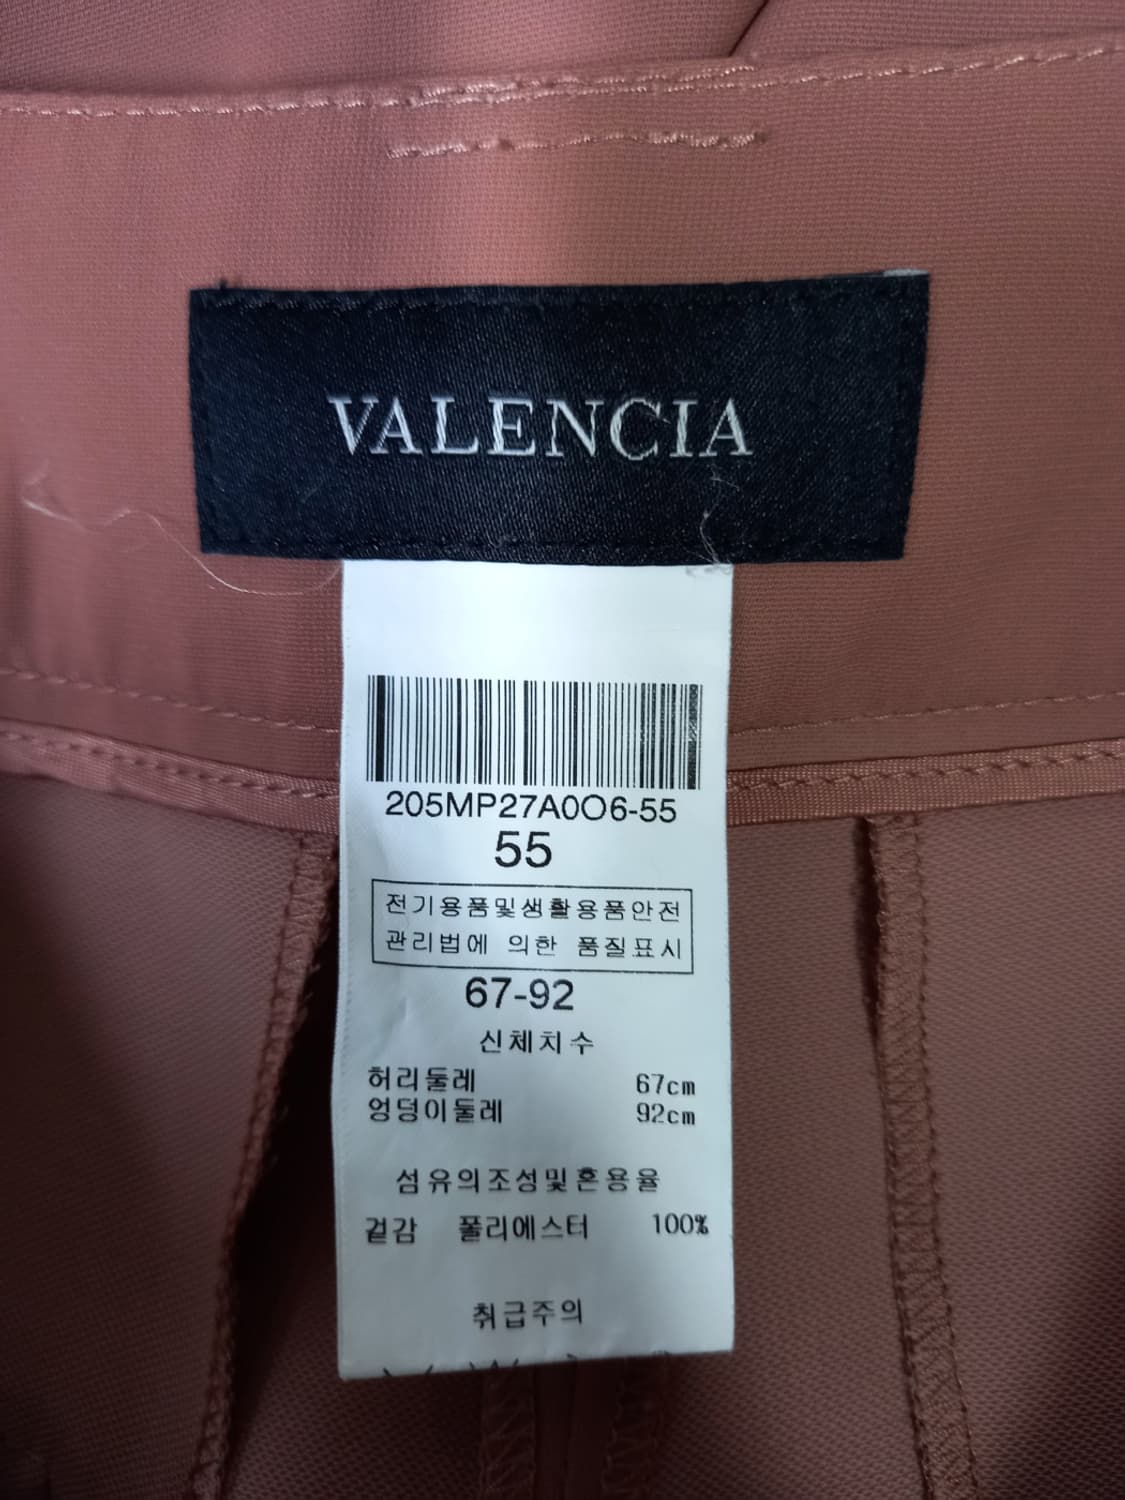 VALENCIA
205MP27A0O6-55
55
전기용품및생활용품안전
관리법에 의한 품질표시
67-92
신체치수
허리둘레 67cm
엉덩이둘레 92cm
섬유의조성및혼용율
겉감 폴리에스터 100%
취급주의